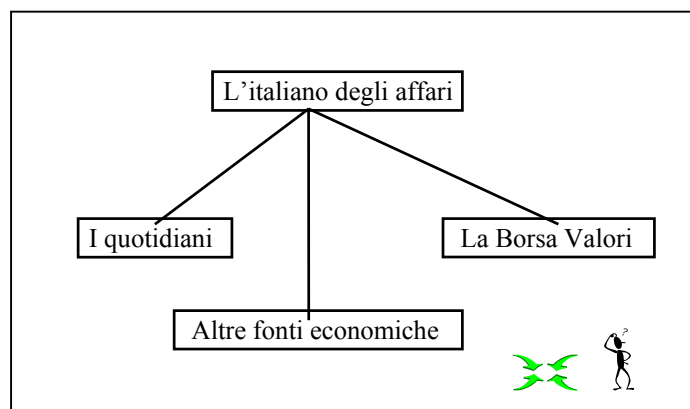 L’italiano degli affari
I quotidiani
La Borsa Valori
Altre fonti economiche
?